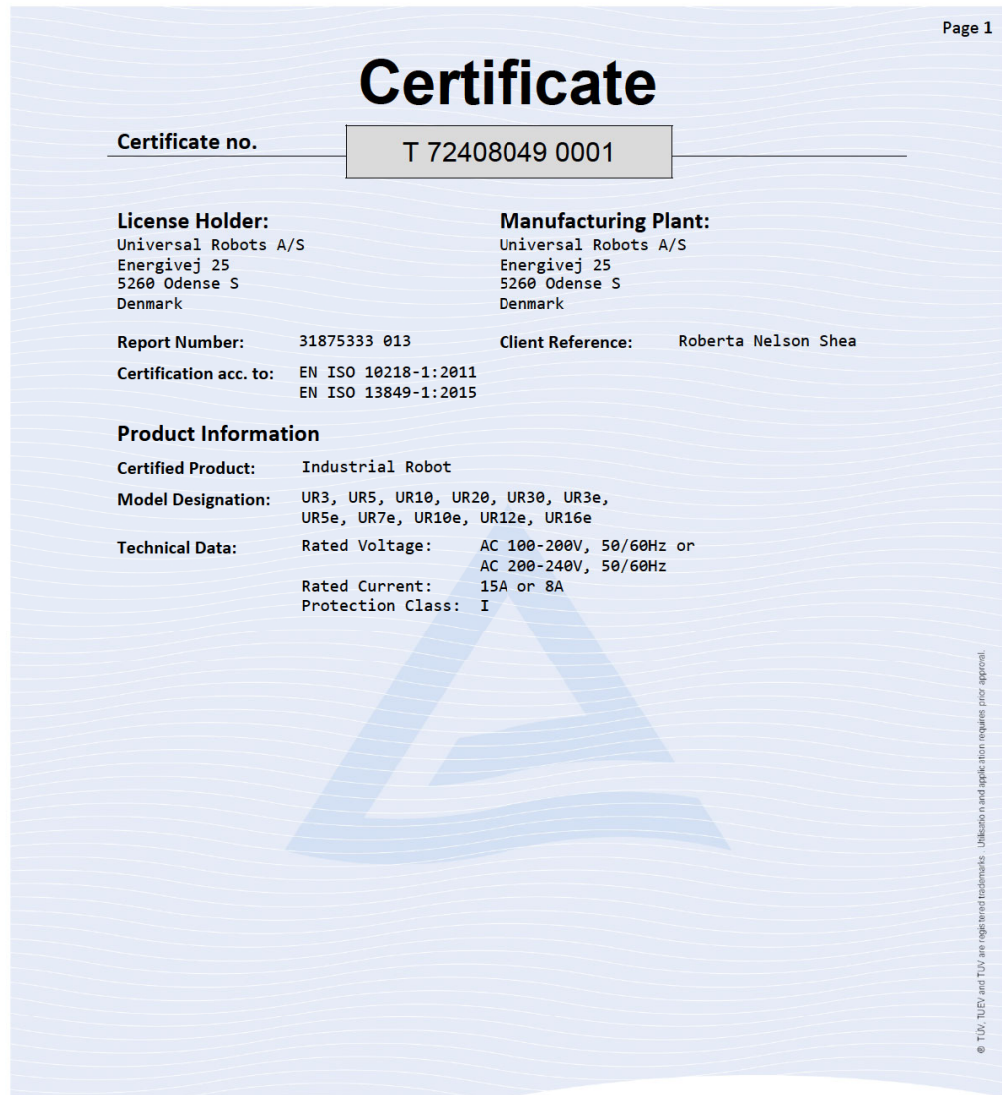 Page 1
Certificate
Certificate no.
T 72408049 0001
License Holder:
Universal Robots A/S
Energivej 25
5260 Odense S
Denmark
Manufacturing Plant:
Universal Robots A/S
Energivej 25
5260 Odense S
Denmark
Report Number: 31875333 013
Client Reference: Roberta Nelson Shea
Certification acc. to: EN ISO 10218-1:2011
EN ISO 13849-1:2015
Product Information
Certified Product: Industrial Robot
Model Designation: UR3, UR5, UR10, UR20, UR30, UR3e,
UR5e, UR7e, UR10e, UR12e, UR16e
Technical Data: Rated Voltage: AC 100-200V, 50/60Hz or
AC 200-240V, 50/60Hz
Rated Current: 15A or 8A
Protection Class: I
® TÜV, TUEV and TUV are registered trademarks. Utilisation and application requires prior approval.